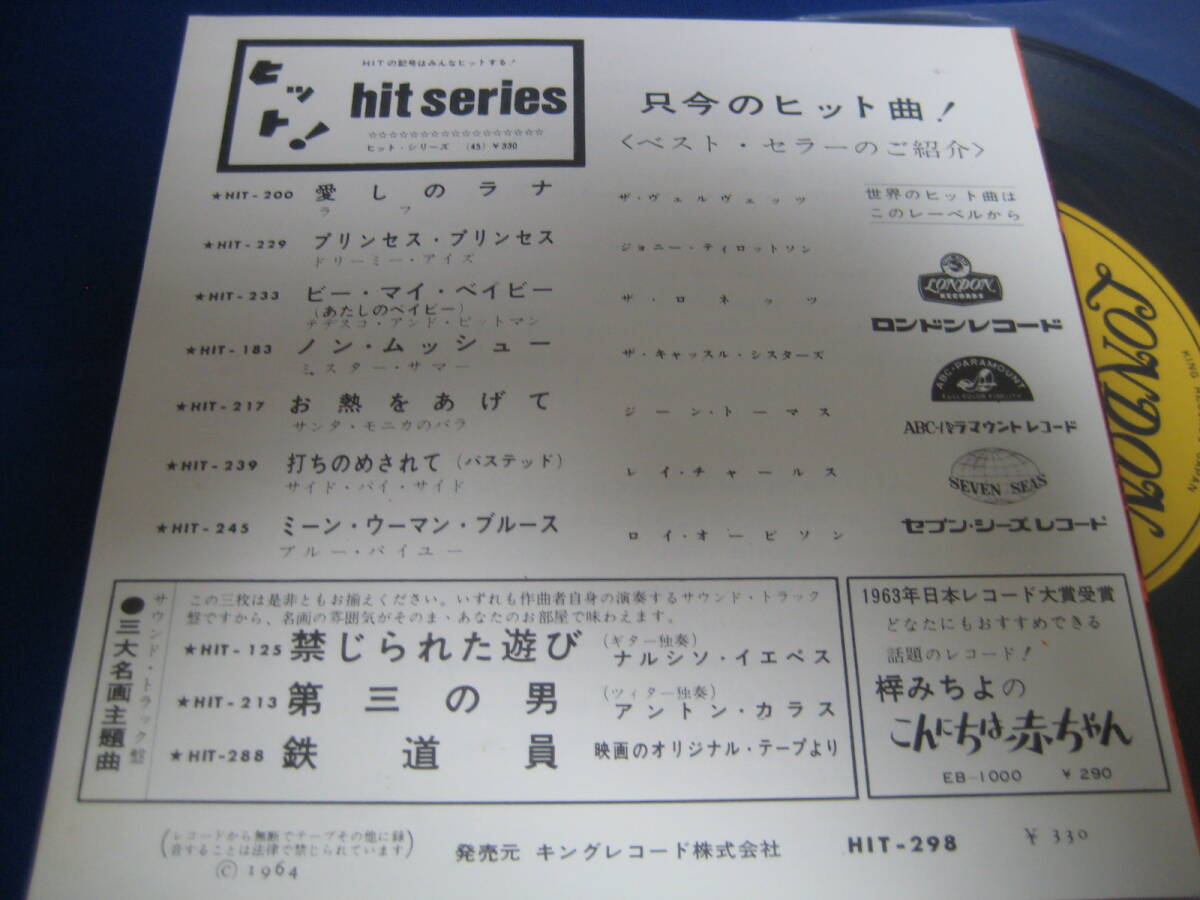 ヒット!
HITの記号はみんなヒットする!
hit series
☆☆☆☆☆☆☆☆☆☆☆☆☆☆☆☆☆
ヒット・シリーズ (45) ¥330
只今のヒット曲!
〈ベスト・セラーのご紹介〉
★HIT-200 愛しのラナ ザ・ヴェルヴェッツ
ラフ
★HIT-229 プリンセス・プリンセス ジョニー・ティロットソン
ドリーミー・アイズ
★HIT-233 ビー・マイ・ベイビー ザ・ロネッツ
(あたしのベイビー)
テデスコ・アンド・ピットマン
★HIT-183 ノン・ムッシュー ザ・キャッスル・シスターズ
ミスター・サマー
★HIT-217 お熱をあげて ジーン・トーマス
サンタ・モニカのバラ
★HIT-239 打ちのめされて (バステッド) レイ・チャールス
サイド・バイ・サイド
★HIT-245 ミーン・ウーマン・ブルース ロイ・オービソン
ブルー・バイユー
世界のヒット曲は
このレーベルから
LONDON
RECORDS
ロンドンレコード
ABC-PARAMOUNT
FULL COLOR FIDELITY
ABC-パラマウントレコード
SEVEN SEAS
セブン・シーズレコード
サウンド・トラック盤
●三大名画主題曲
この三枚は是非ともお揃えください。いずれも作曲者自身の演奏するサウンド・トラック
盤ですから、名画の雰囲気がそのまゝあなたのお部屋で味わえます。
★HIT-125 禁じられた遊び (ギター独奏) ナルシソ・イエペス
★HIT-213 第三の男 (ツィター独奏) アントン・カラス
★HIT-288 鉄道員 映画のオリジナル・テープより
1963年日本レコード大賞受賞
どなたにもおすすめできる
話題のレコード!
梓みちよの
こんにちは赤ちゃん
EB-1000 ¥290
(レコードから無断でテープその他に録
音することは法律で禁じられています)
© 1964
発売元 キングレコード株式会社
HIT-298 ¥330
LONDON